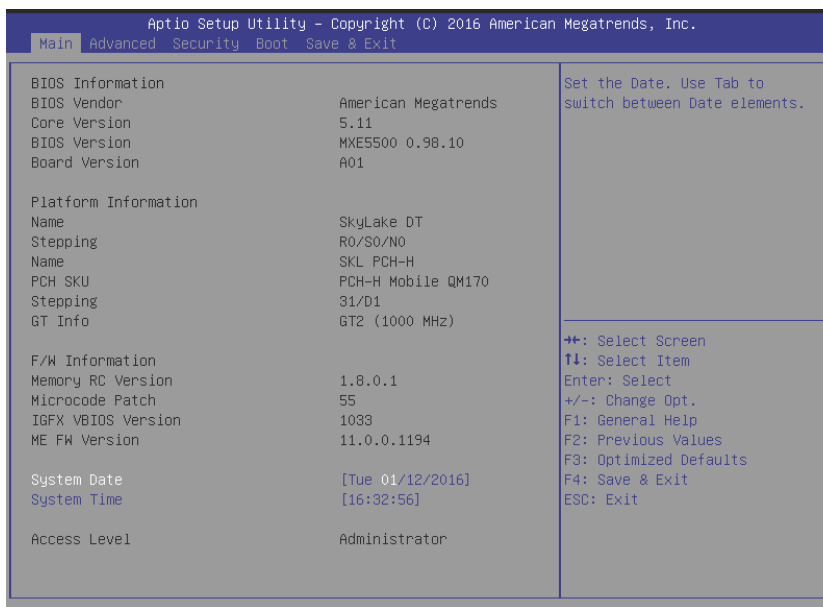 Aptio Setup Utility – Copyright (C) 2016 American Megatrends, Inc.
Main Advanced Security Boot Save & Exit
BIOS Information
BIOS Vendor American Megatrends
Core Version 5.11
BIOS Version MXE5500 0.98.10
Board Version A01
Platform Information
Name SkyLake DT
Stepping R0/S0/N0
Name SKL PCH-H
PCH SKU PCH-H Mobile QM170
Stepping 31/D1
GT Info GT2 (1000 MHz)
F/W Information
Memory RC Version 1.8.0.1
Microcode Patch 55
IGFX VBIOS Version 1033
ME FW Version 11.0.0.1194
System Date [Tue 01/12/2016]
System Time [16:32:56]
Access Level Administrator
Set the Date. Use Tab to
switch between Date elements.
→←: Select Screen
↑↓: Select Item
Enter: Select
+/-: Change Opt.
F1: General Help
F2: Previous Values
F3: Optimized Defaults
F4: Save & Exit
ESC: Exit